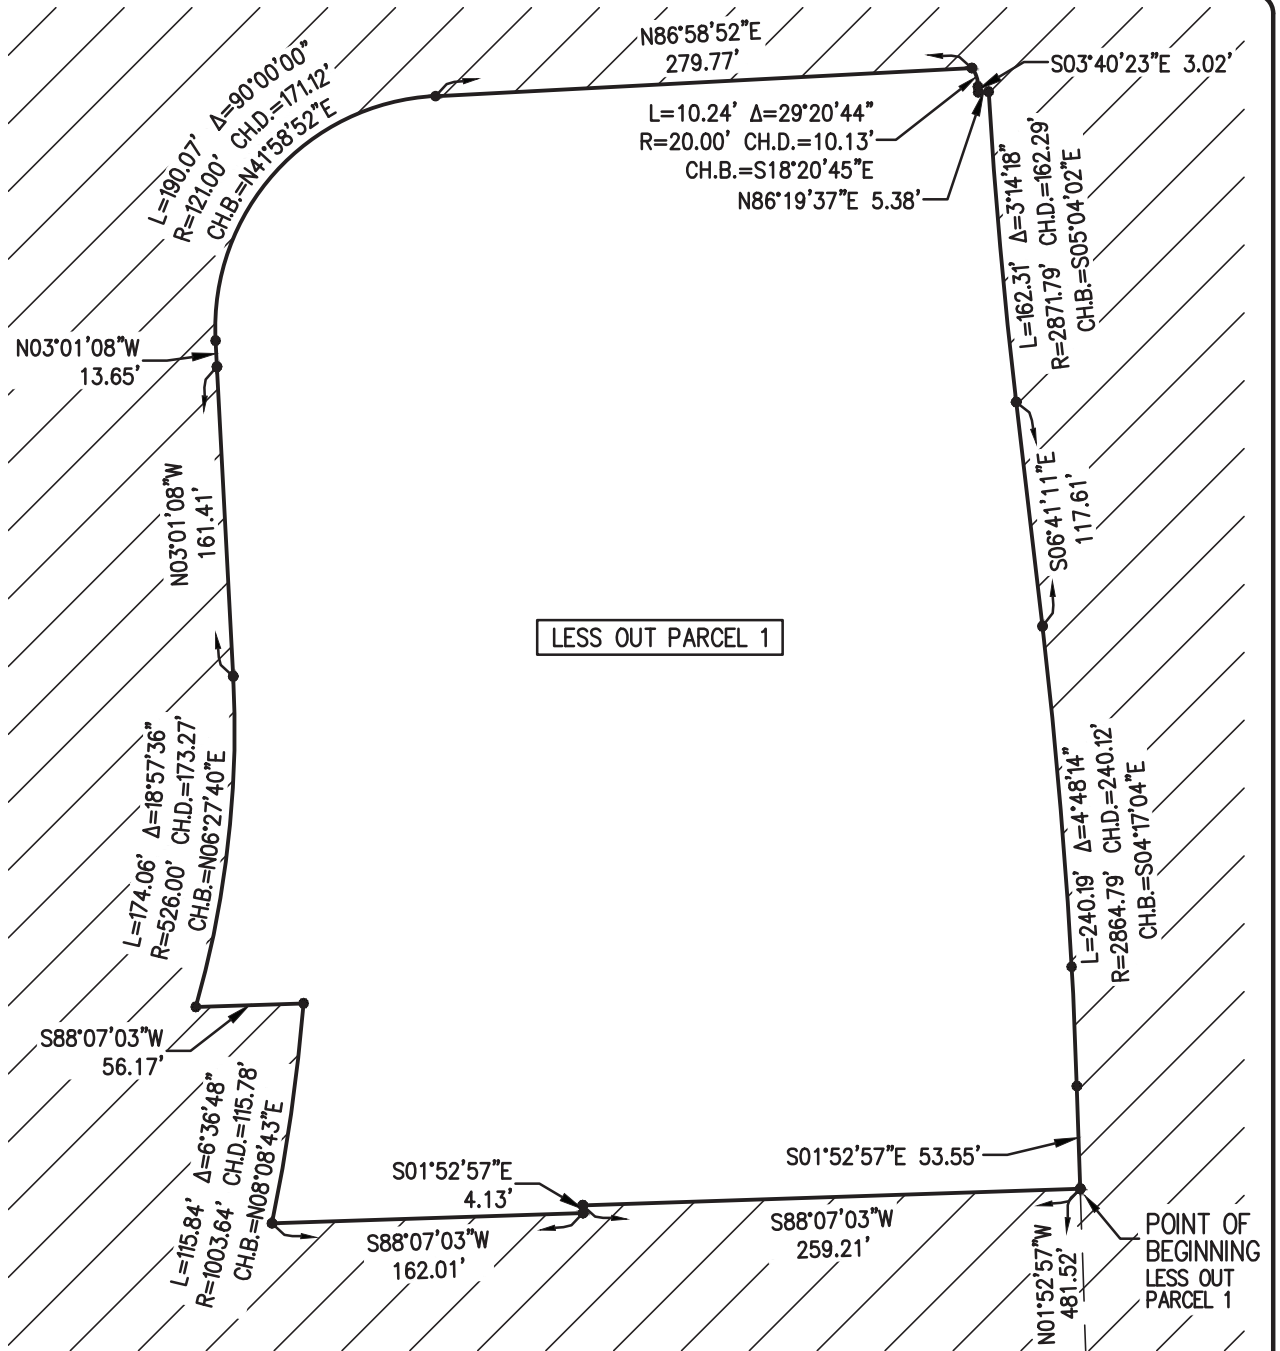 N86°58'52"E
279.77'
S03°40'23"E 3.02'
L=190.07' Δ=90°00'00"
R=121.00' CH.D.=171.12'
CH.B.=N41°58'52"E
L=10.24' Δ=29°20'44"
R=20.00' CH.D.=10.13'
CH.B.=S18°20'45"E
N86°19'37"E 5.38'
L=162.31' Δ=3°14'18"
R=2871.79' CH.D.=162.29'
CH.B.=S05°04'02"E
N03°01'08"W
13.65'
N03°01'08"W
161.41'
S06°41'11"E
117.61'
LESS OUT PARCEL 1
L=174.06' Δ=18°57'36"
R=526.00' CH.D.=173.27'
CH.B.=N06°27'40"E
L=240.19' Δ=4°48'14"
R=2864.79' CH.D.=240.12'
CH.B.=S04°17'04"E
S88°07'03"W
56.17'
L=115.84' Δ=6°36'48"
R=1003.64' CH.D.=115.78'
CH.B.=N08°08'43"E
S01°52'57"E
4.13'
S01°52'57"E 53.55'
S88°07'03"W
162.01'
S88°07'03"W
259.21'
N01°52'57"W
481.52'
POINT OF
BEGINNING
LESS OUT
PARCEL 1